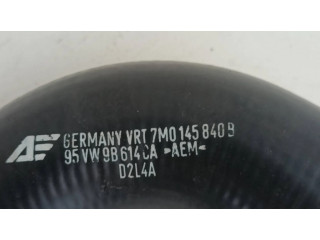 AE GERMANY VRT 7M0 145 840 B
95 VW 9B 614 CA >AEM<
D2L4A